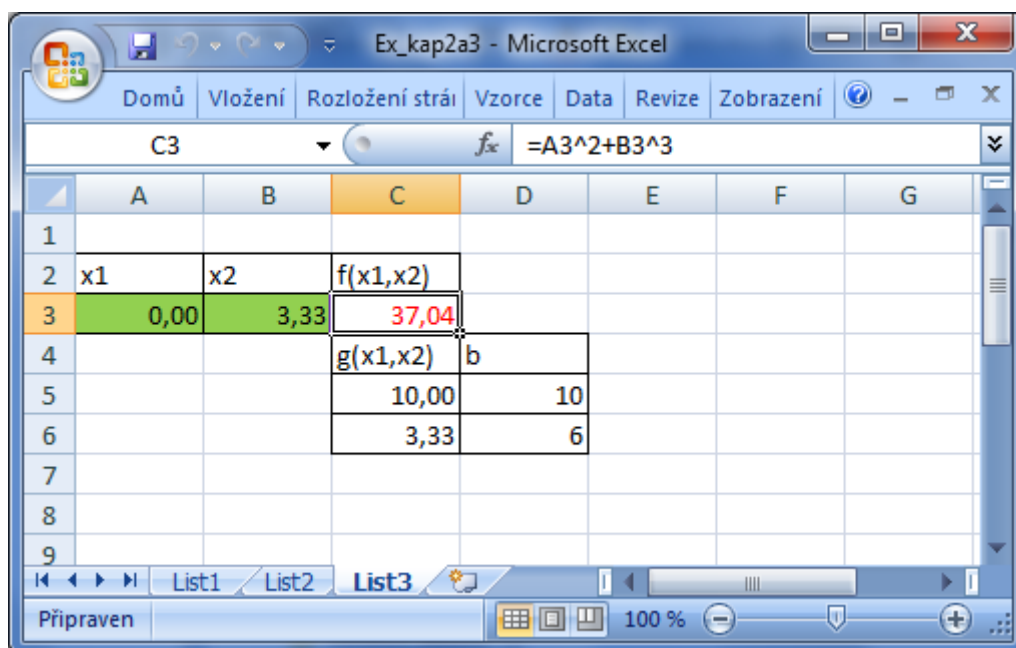 Ex_kap2a3 - Microsoft Excel
Domů Vložení Rozložení strá Vzorce Data Revize Zobrazení
C3 fx =A3^2+B3^3
A B C D E F G
1
2 x1 x2 f(x1,x2)
3 0,00 3,33 37,04
4 g(x1,x2) b
5 10,00 10
6 3,33 6
7
8
9
List1 List2 List3
Připraven 100 %